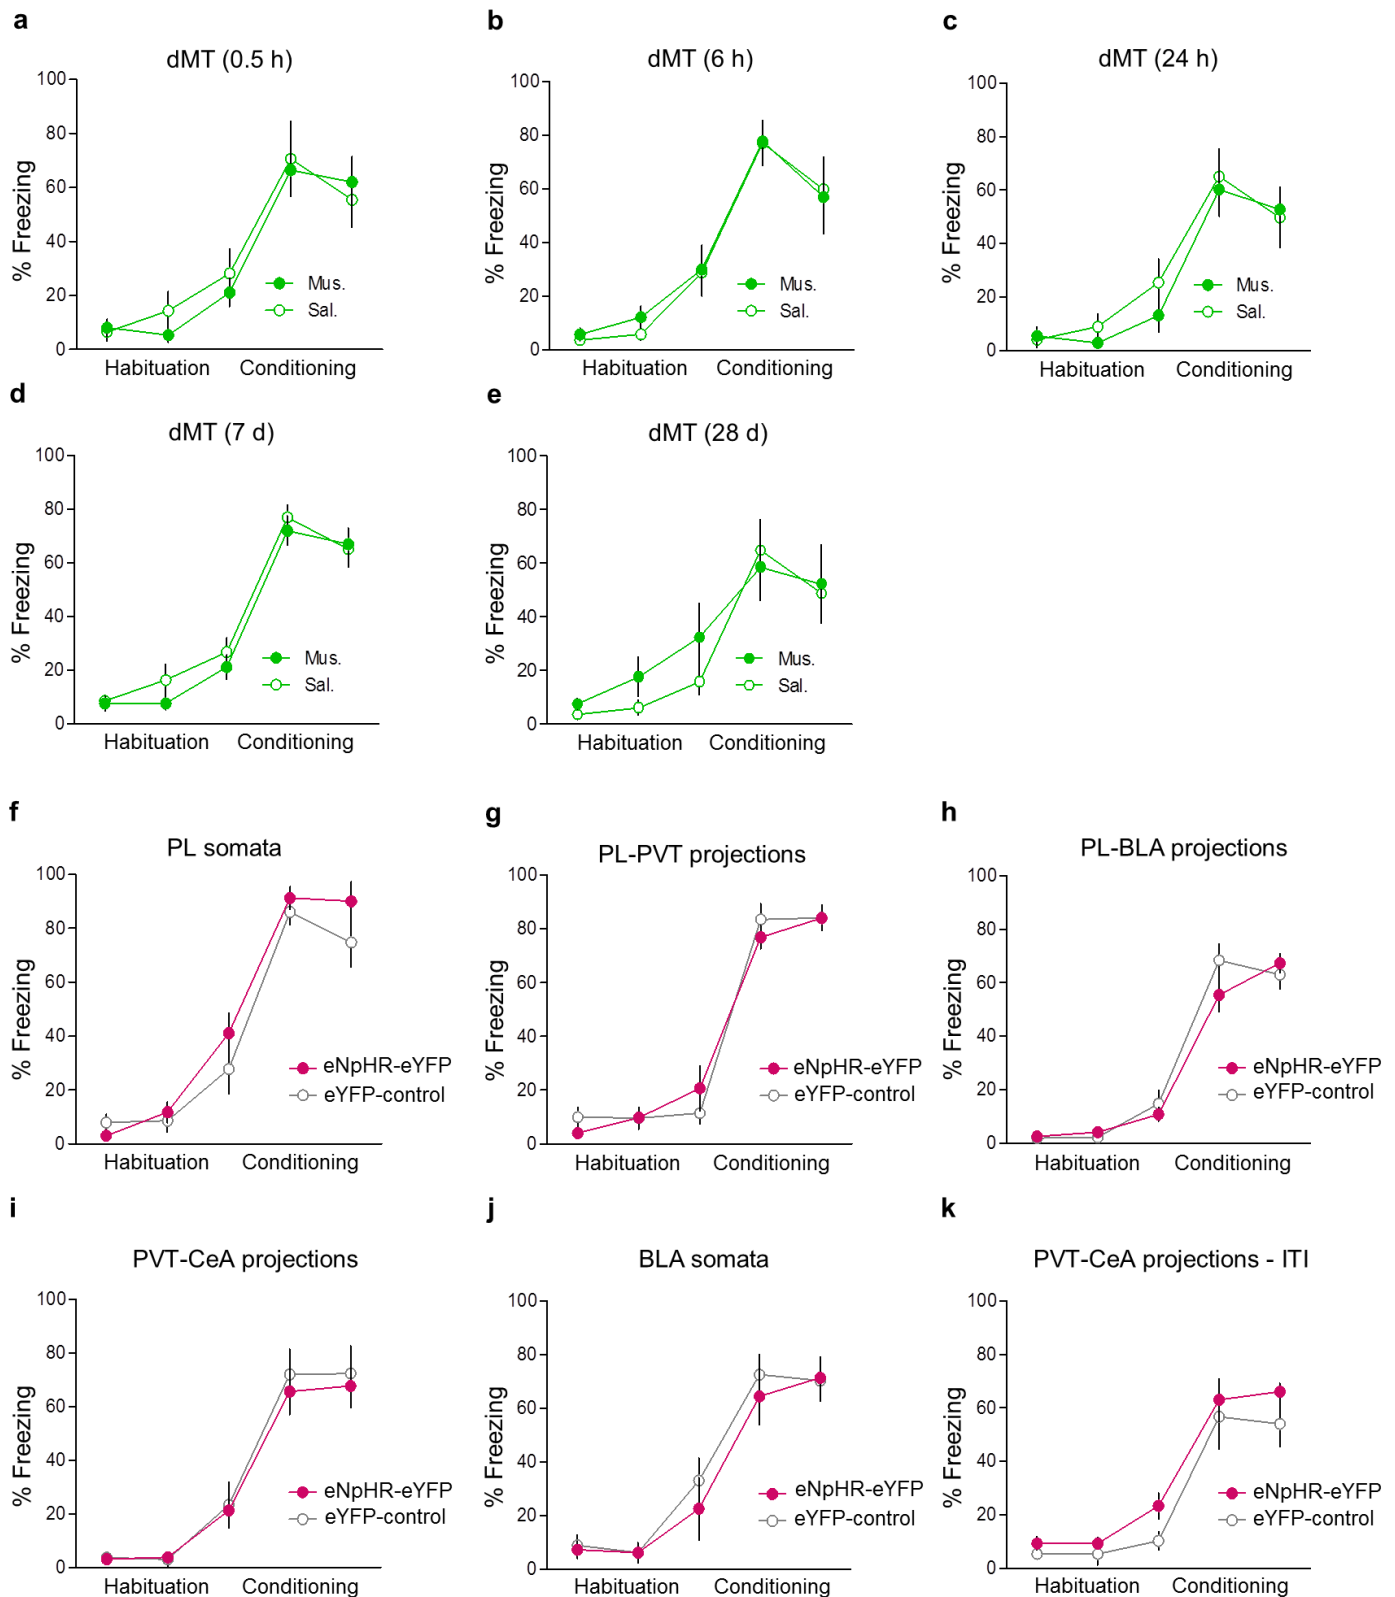 a
dMT (0.5 h)
% Freezing
100
80
60
40
20
0
Mus.
Sal.
Habituation
Conditioning
b
dMT (6 h)
% Freezing
100
80
60
40
20
0
Mus.
Sal.
Habituation
Conditioning
c
dMT (24 h)
% Freezing
100
80
60
40
20
0
Mus.
Sal.
Habituation
Conditioning
d
dMT (7 d)
% Freezing
100
80
60
40
20
0
Mus.
Sal.
Habituation
Conditioning
e
dMT (28 d)
% Freezing
100
80
60
40
20
0
Mus.
Sal.
Habituation
Conditioning
f
PL somata
% Freezing
100
80
60
40
20
0
eNpHR-eYFP
eYFP-control
Habituation
Conditioning
g
PL-PVT projections
% Freezing
100
80
60
40
20
0
eNpHR-eYFP
eYFP-control
Habituation
Conditioning
h
PL-BLA projections
% Freezing
100
80
60
40
20
0
eNpHR-eYFP
eYFP-control
Habituation
Conditioning
i
PVT-CeA projections
% Freezing
100
80
60
40
20
0
eNpHR-eYFP
eYFP-control
Habituation
Conditioning
j
BLA somata
% Freezing
100
80
60
40
20
0
eNpHR-eYFP
eYFP-control
Habituation
Conditioning
k
PVT-CeA projections - ITI
% Freezing
100
80
60
40
20
0
eNpHR-eYFP
eYFP-control
Habituation
Conditioning